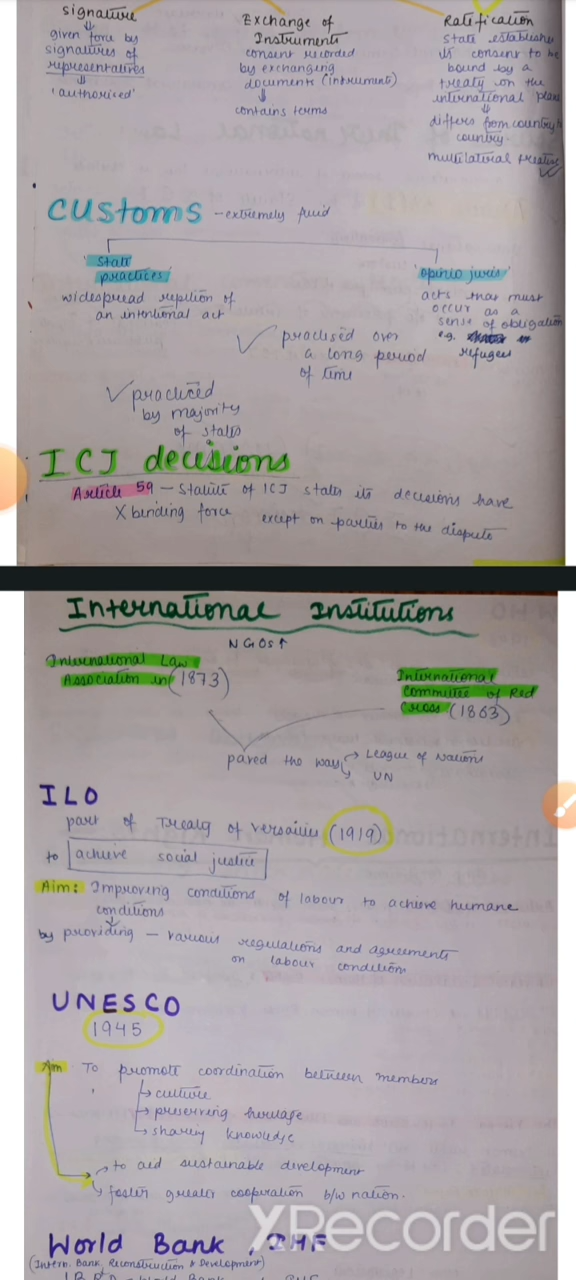 signature
given force by
signatures of
representatives
'authorised'
Exchange of
Instruments
consent recorded
by exchanging
documents (intruments)
contains terms
Ratification
state establishes
its consent to be
bound by a
treaty on the
international plane
differs from country to
country.
multilateral treaties
customs - extremely fluid
'State
practices'
widespread repition of
an intentional act
practised over
a long period
of time
practiced
by majority
of states
'opinio juris'
acts that must
occur as a
sense of obligation
e.g.
refugees
ICJ decisions
Article 59 - Statute of ICJ states its decisions have
X binding force except on parties to the dispute
International Institutions
NGOs↑
International Law
Association in (1873)
International
Committee of Red
Cross (1863)
paved the way → League of Nations
→ UN
ILO
part of Treaty of Versailles (1919)
to achieve social justice
Aim: Improving conditions of labour to achieve humane
conditions
by providing - various regulations and agreements
on labour condition
UNESCO
1945
Aim To promote coordination between members
→ culture
→ preserving heritage
→ sharing knowledge
→ to aid sustainable development
→ foster greater cooperation b/w nation.
World Bank, IMF
(Intern. Bank, Reconstruction & Development)
XRecorder